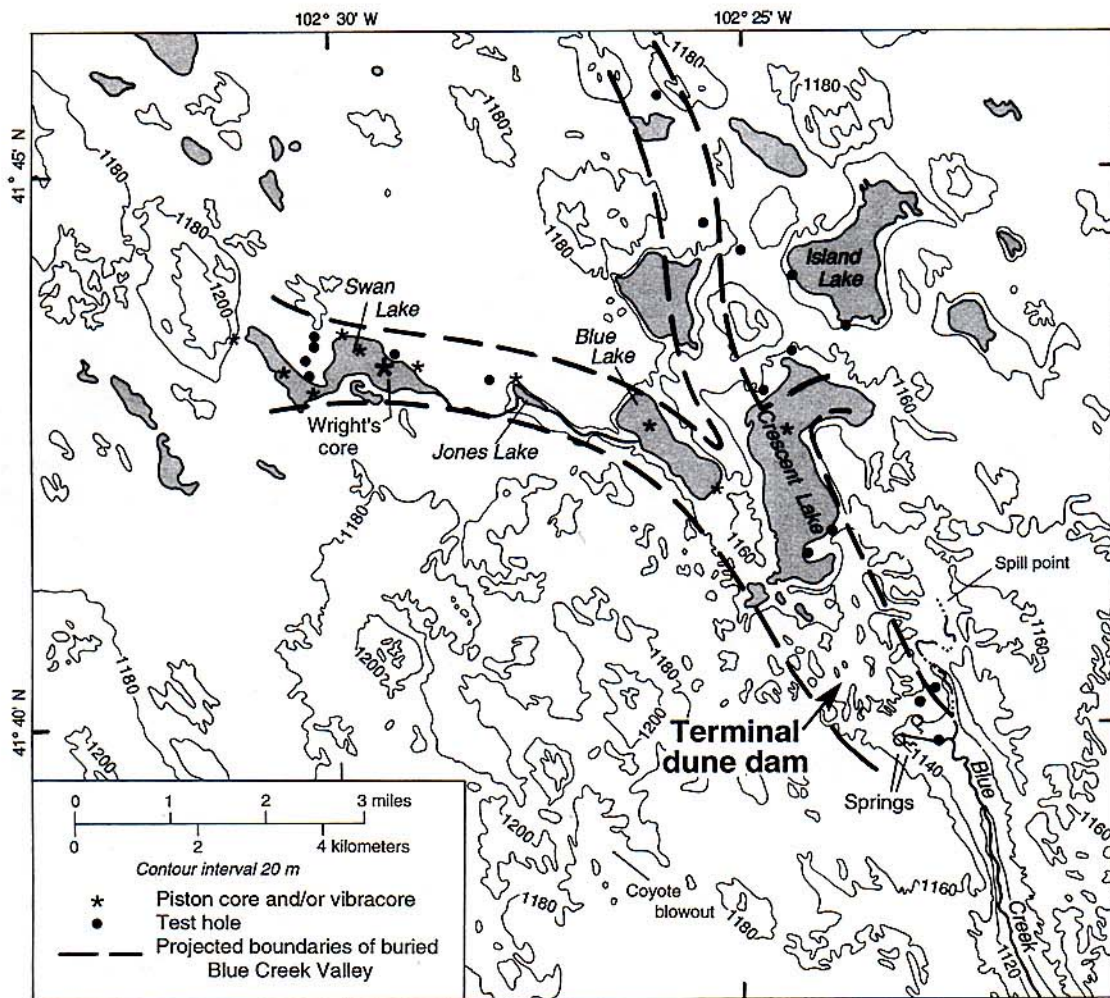 102° 30' W
102° 25' W
41° 45' N
41° 40' N
1180
1180
1180
1180
1180
1180
1200
Island
Lake
Swan
Lake
Blue
Lake
1160
Wright's
core
Jones Lake
Crescent Lake
1180
1160
Spill point
1160
1180
1200
1180
1200
Terminal
dune dam
1140
Springs
Blue
Creek
1160
1200
1200
1160
Coyote
blowout
1180
1180
1120
0 1 2 3 miles
0 2 4 kilometers
Contour interval 20 m
* Piston core and/or vibracore
● Test hole
Projected boundaries of buried
Blue Creek Valley